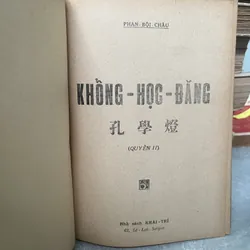 PHAN BỘI CHÂU
KHỔNG-HỌC-ĐĂNG
孔學燈
(QUYỂN II)
Nhà sách KHAI-TRÍ
62, Lê-Lợi, Saigon